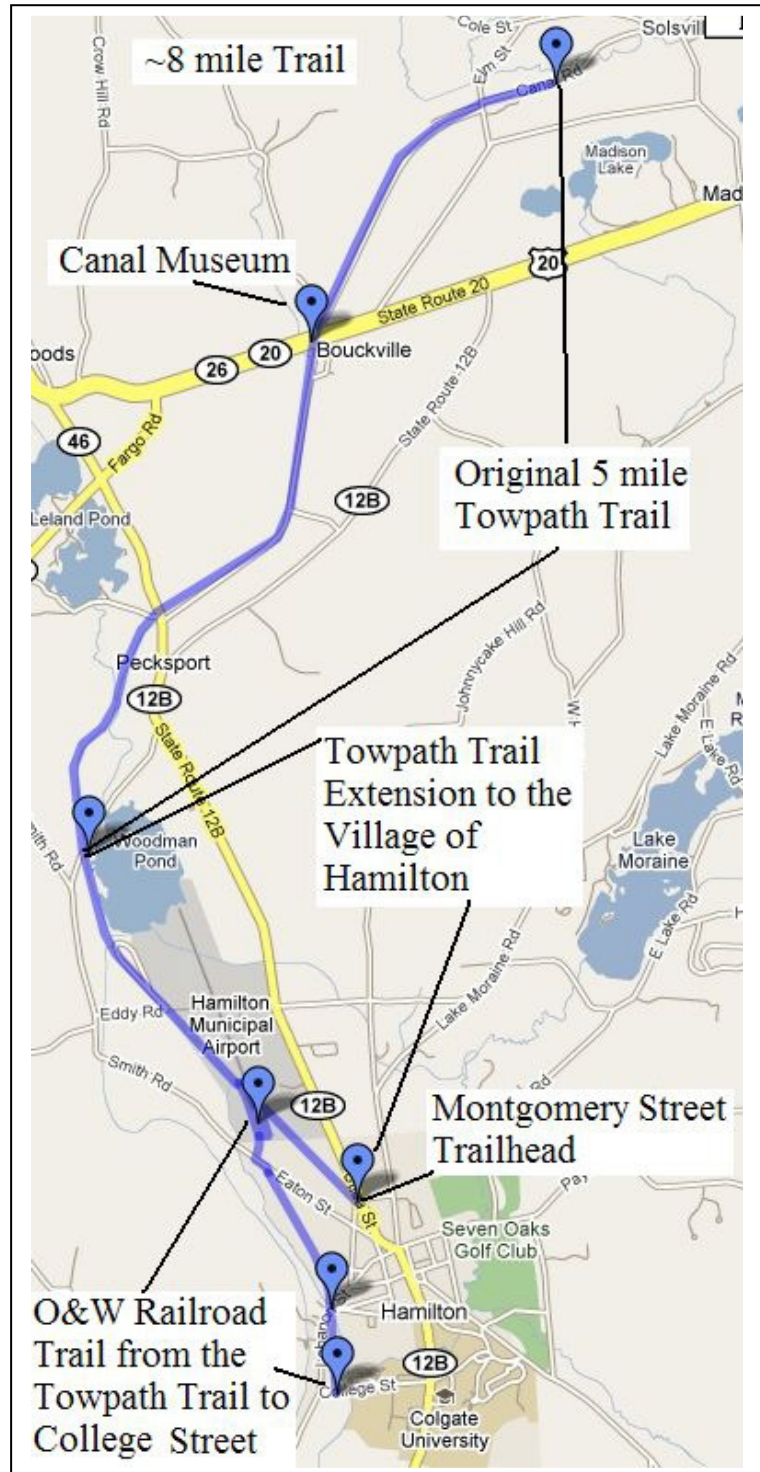 ~8 mile Trail
Cole St
Solsvill
Elm St
Crow Hill Rd
Canal Rd
Madison
Lake
Mad
20
Canal Museum
State Route 20
20
26
Bouckville
oods
State Route 12B
46
Fargo Rd
Original 5 mile
Towpath Trail
12B
Leland Pond
Johnnycake Hill Rd
Pecksport
12B
Lake Moraine Rd
E Lake Rd
State Route 12B
Towpath Trail
Extension to the
Village of
Hamilton
Woodman
Pond
mith Rd
Lake
Moraine
E Lake Rd
Lake Moraine Rd
Eddy Rd
Hamilton
Municipal
Airport
Smith Rd
12B
Montgomery Street
Trailhead
Eaton St
Seven Oaks
Golf Club
O&W Railroad
Trail from the
Towpath Trail to
College Street
Hamilton
Lebanon St
12B
College St
Colgate
University